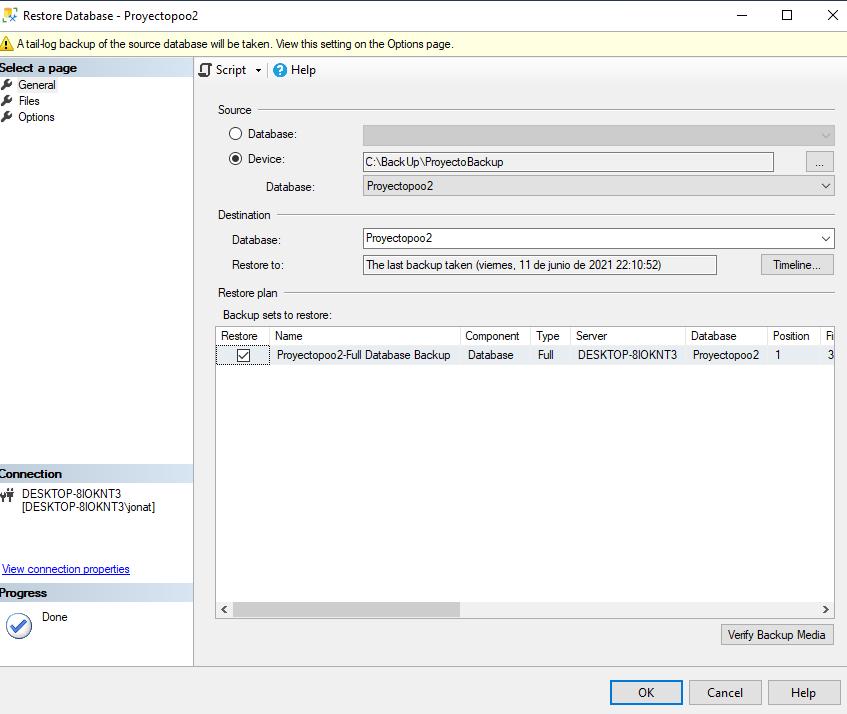 Restore Database - Proyectopoo2
A tail-log backup of the source database will be taken. View this setting on the Options page.
Select a page
General
Files
Options
Script
Help
Source
Database:
Device:
C:\BackUp\ProyectoBackup
...
Database:
Proyectopoo2
Destination
Database:
Proyectopoo2
Restore to:
The last backup taken (viernes, 11 de junio de 2021 22:10:52)
Timeline...
Restore plan
Backup sets to restore:
Restore Name Component Type Server Database Position Fi
Proyectopoo2-Full Database Backup Database Full DESKTOP-8IOKNT3 Proyectopoo2 1 3
Connection
DESKTOP-8IOKNT3
[DESKTOP-8IOKNT3\jonat]
View connection properties
Progress
Done
Verify Backup Media
OK Cancel Help